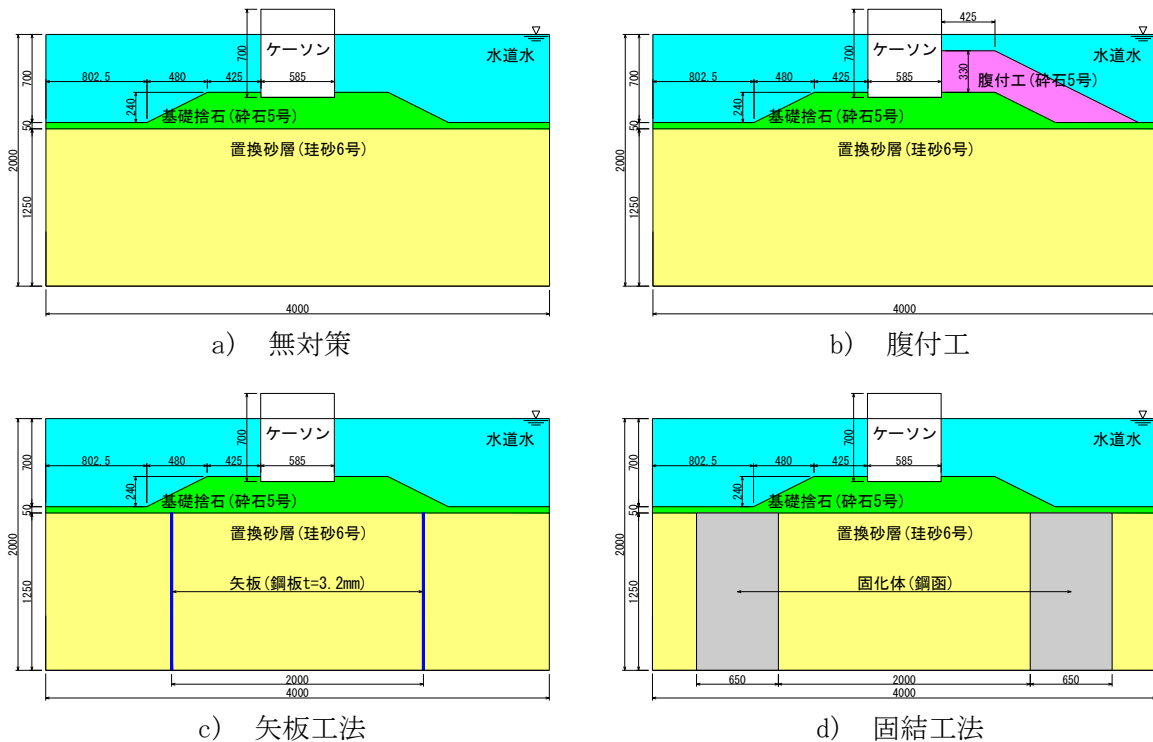 700
ケーソン
水道水
802.5
480
425
585
700
240
基礎捨石(砕石5号)
50
置換砂層(珪砂6号)
2000
1250
4000
a) 無対策
425
700
ケーソン
水道水
802.5
480
425
585
330
腹付工(砕石5号)
700
240
基礎捨石(砕石5号)
50
置換砂層(珪砂6号)
2000
1250
4000
b) 腹付工
700
ケーソン
水道水
802.5
480
425
585
700
240
基礎捨石(砕石5号)
50
置換砂層(珪砂6号)
2000
1250
矢板(鋼板t=3.2mm)
2000
4000
c) 矢板工法
700
ケーソン
水道水
802.5
480
425
585
700
240
基礎捨石(砕石5号)
50
置換砂層(珪砂6号)
2000
1250
固化体(鋼函)
650
2000
650
4000
d) 固結工法